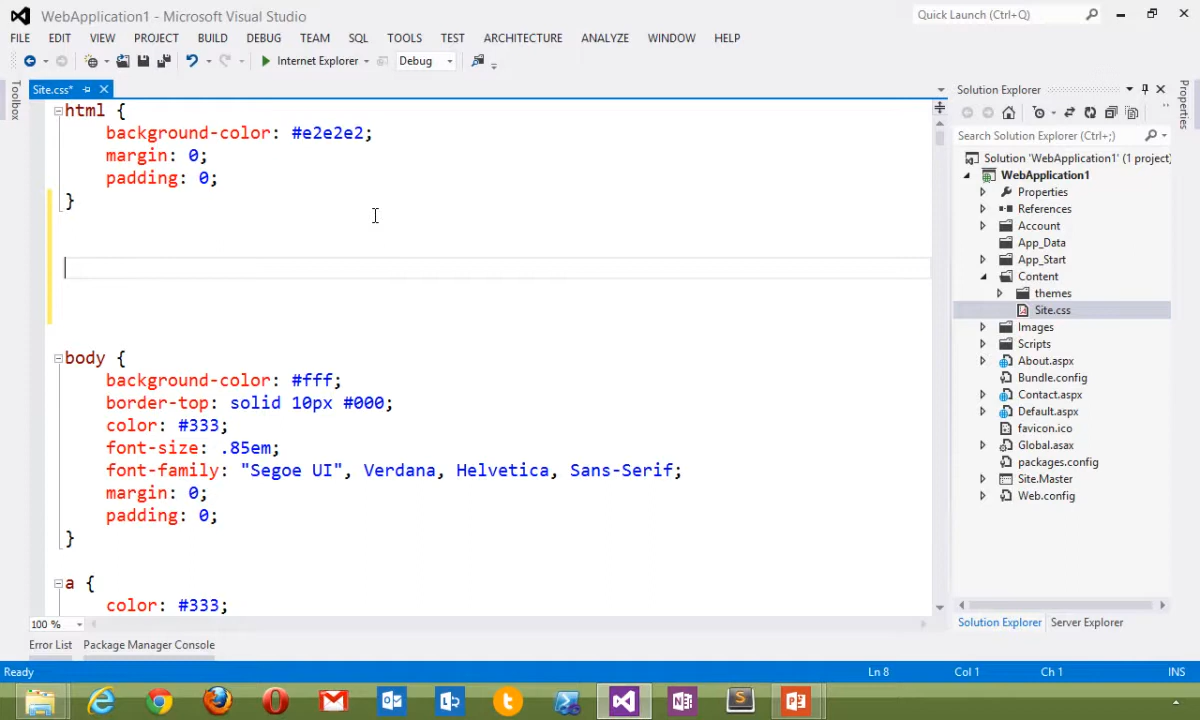 WebApplication1 - Microsoft Visual Studio
Quick Launch (Ctrl+Q)
FILE EDIT VIEW PROJECT BUILD DEBUG TEAM SQL TOOLS TEST ARCHITECTURE ANALYZE WINDOW HELP
Internet Explorer Debug
Toolbox
Site.css*
html {
background-color: #e2e2e2;
margin: 0;
padding: 0;
}
body {
background-color: #fff;
border-top: solid 10px #000;
color: #333;
font-size: .85em;
font-family: "Segoe UI", Verdana, Helvetica, Sans-Serif;
margin: 0;
padding: 0;
}
a {
color: #333;
100 %
Solution Explorer
Search Solution Explorer (Ctrl+;)
Solution 'WebApplication1' (1 project)
WebApplication1
Properties
References
Account
App_Data
App_Start
Content
themes
Site.css
Images
Scripts
About.aspx
Bundle.config
Contact.aspx
Default.aspx
favicon.ico
Global.asax
packages.config
Site.Master
Web.config
Solution Explorer Server Explorer
Properties
Error List Package Manager Console
Ready Ln 8 Col 1 Ch 1 INS